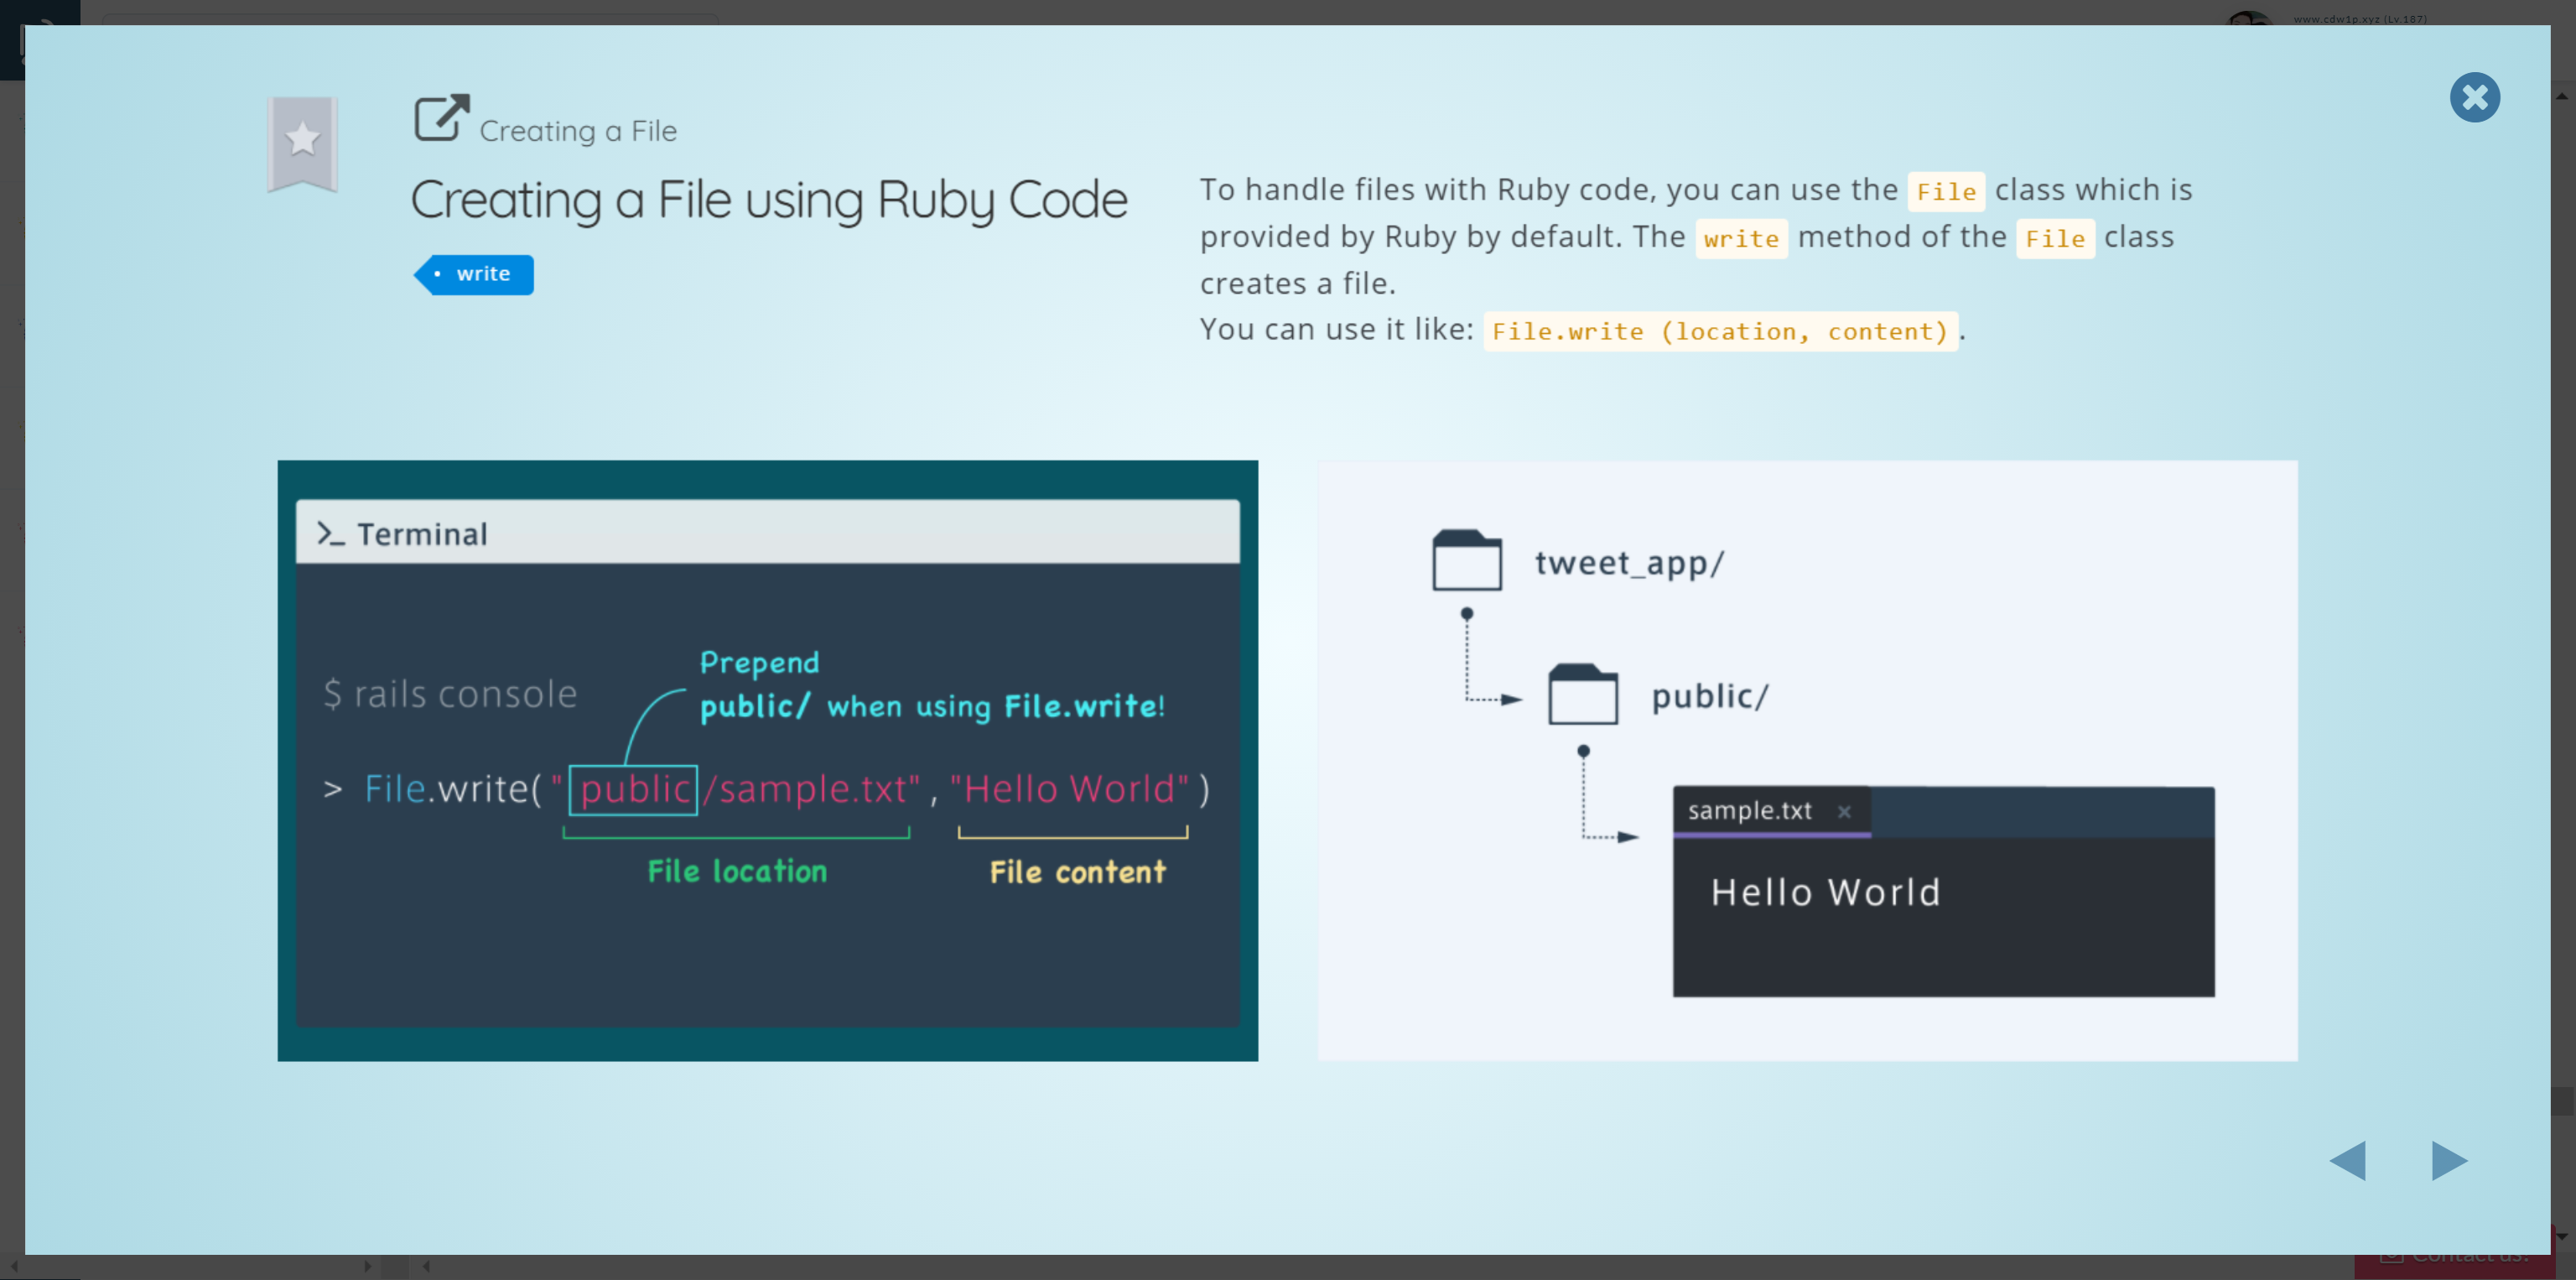 www.cdw1p.xyz (Lv.187)
Creating a File
Creating a File using Ruby Code
• write
To handle files with Ruby code, you can use the File class which is
provided by Ruby by default. The write method of the File class
creates a file.
You can use it like: File.write (location, content).
>_ Terminal
$ rails console
Prepend
public/ when using File.write!
> File.write("public/sample.txt", "Hello World")
File location
File content
tweet_app/
public/
sample.txt ×
Hello World
Contact us!